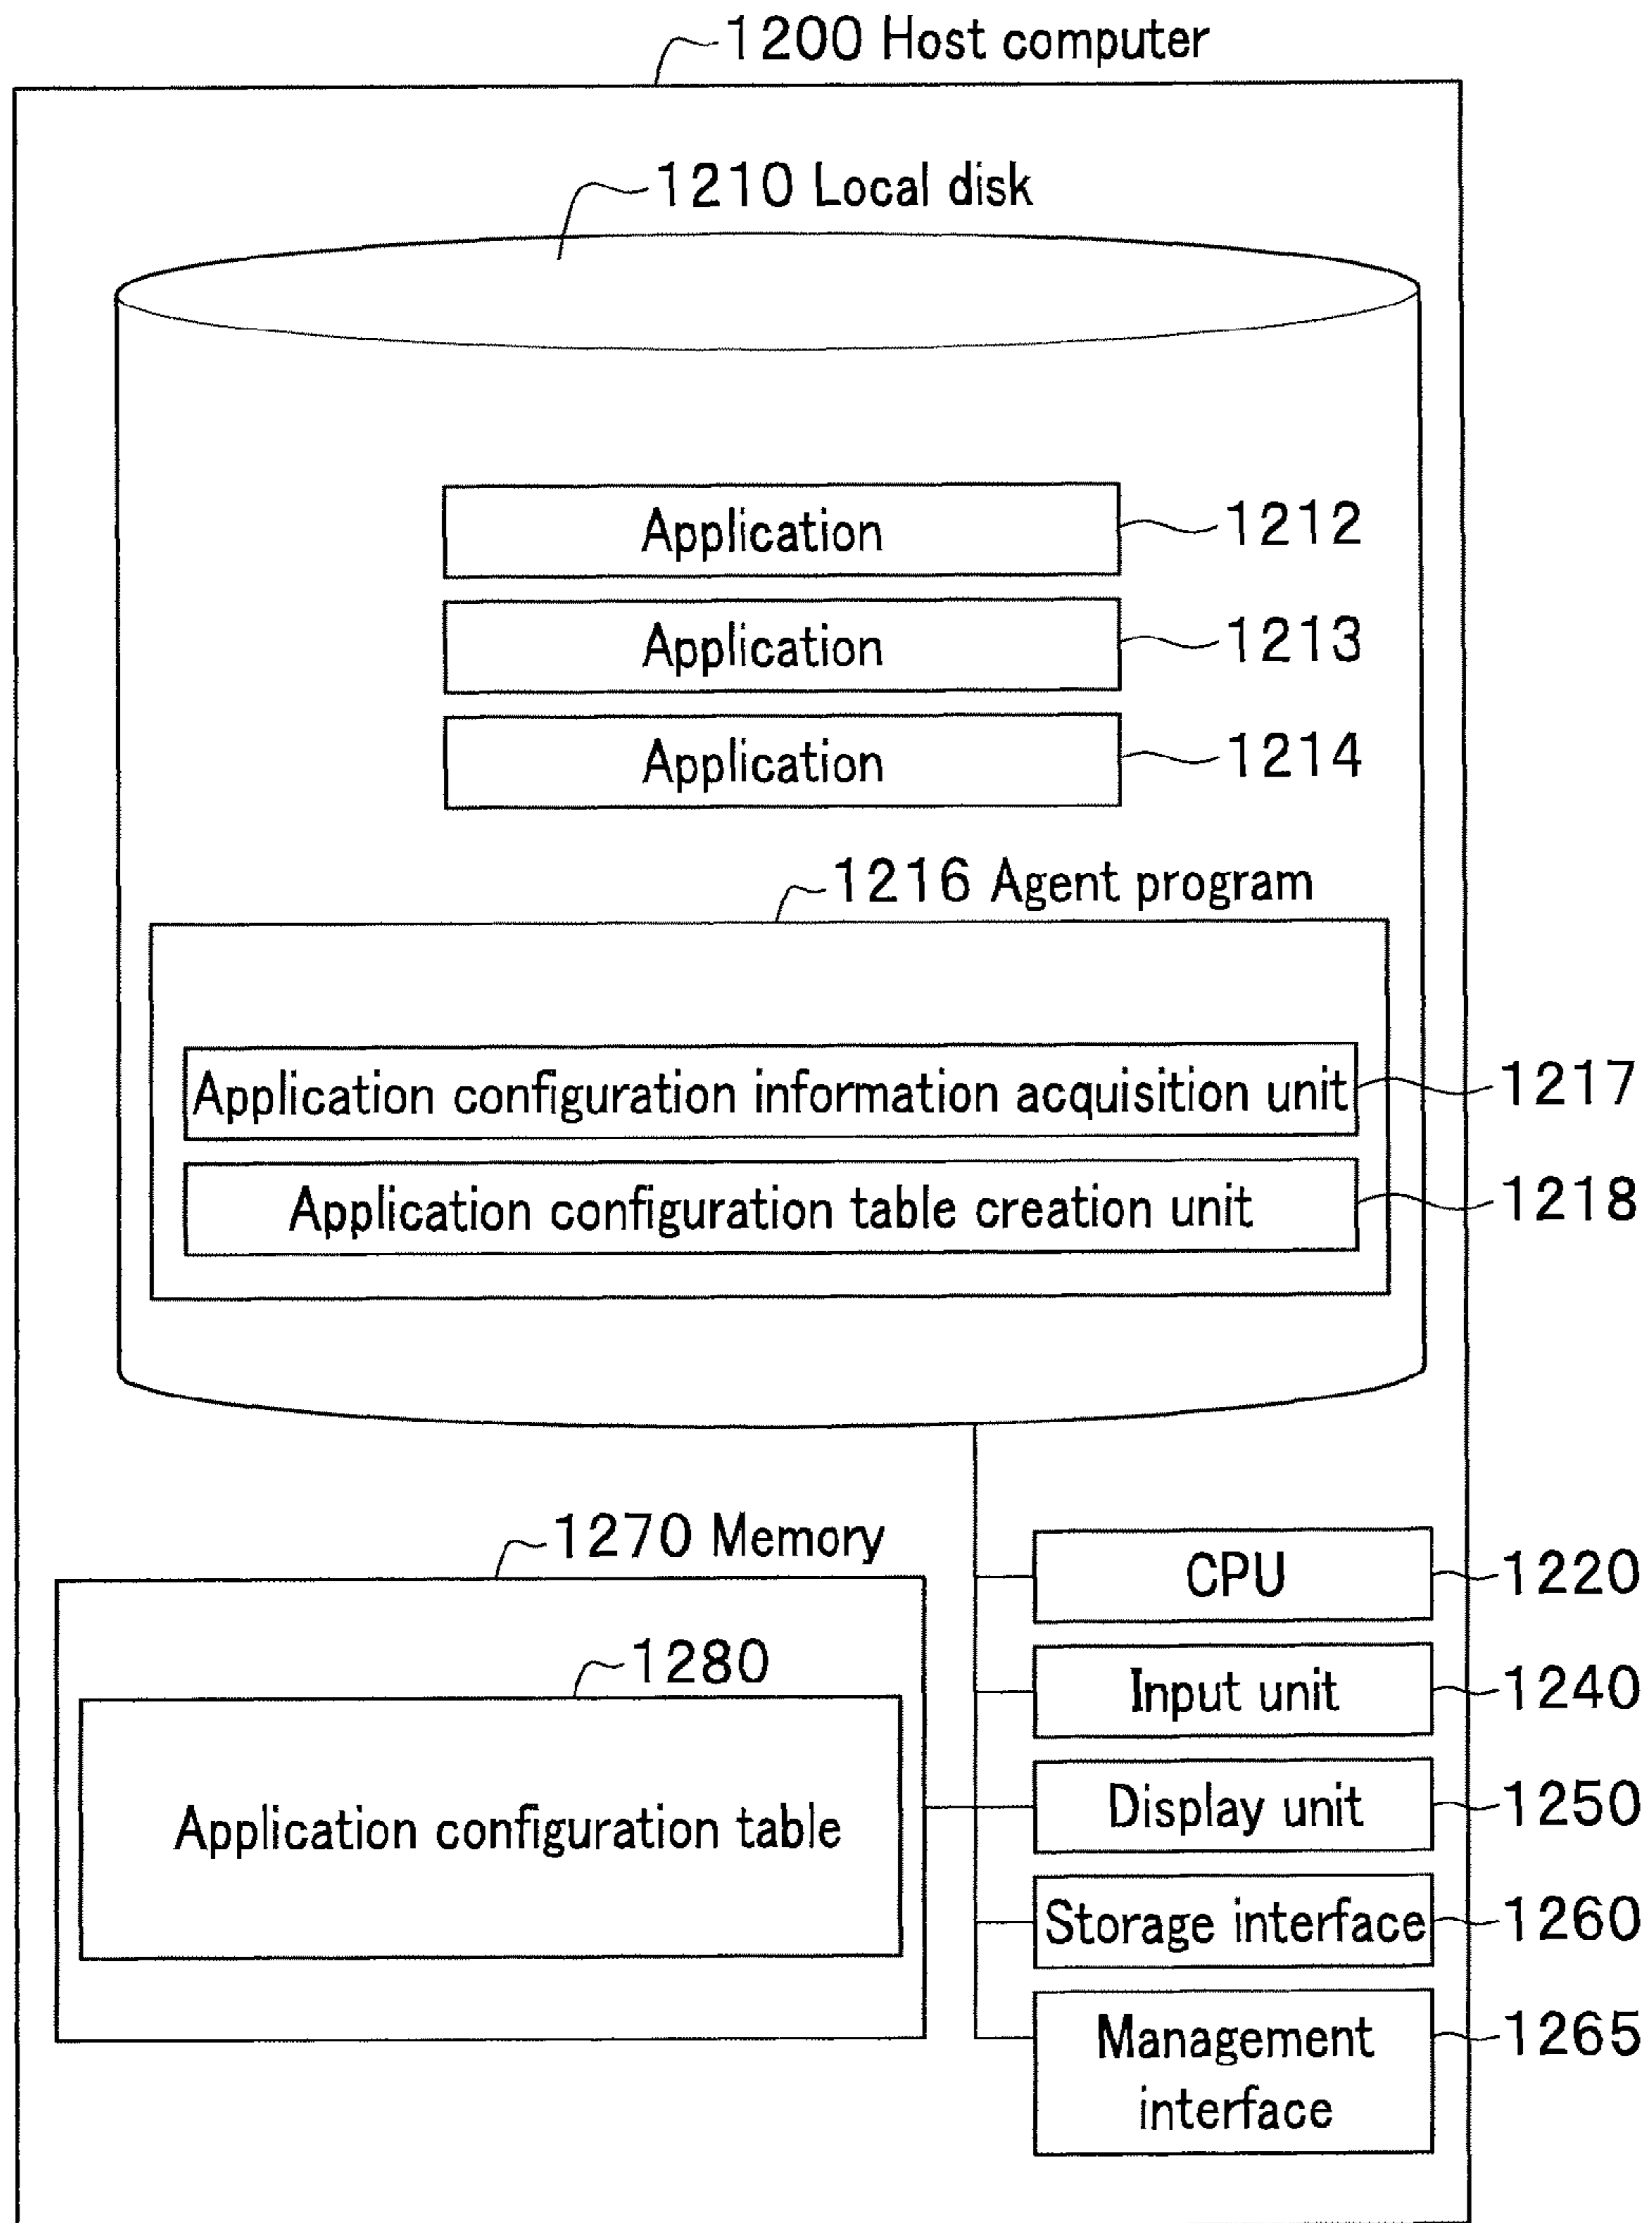 1200 Host computer
1210 Local disk
Application 1212
Application 1213
Application 1214
1216 Agent program
Application configuration information acquisition unit 1217
Application configuration table creation unit 1218
1270 Memory
1280
Application configuration table
CPU 1220
Input unit 1240
Display unit 1250
Storage interface 1260
Management 1265
interface